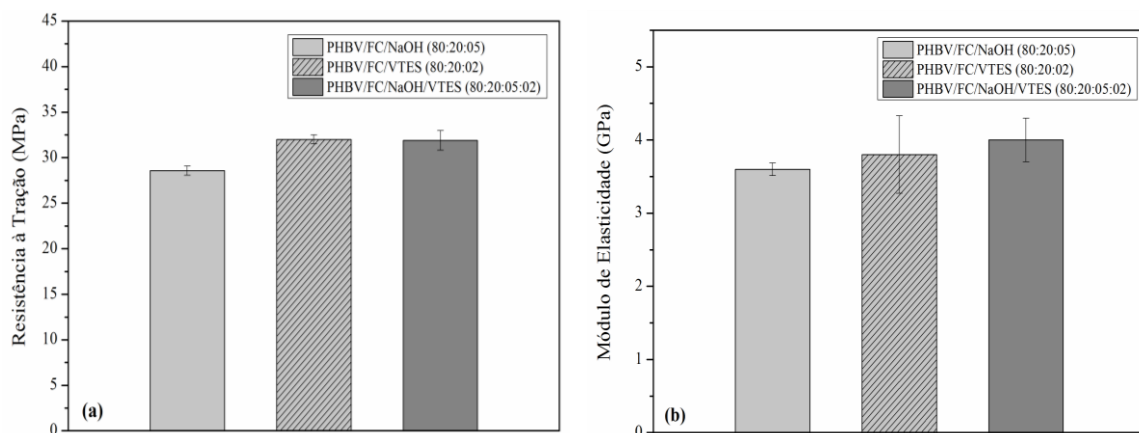 Resistência à Tração (MPa)
45
40
35
30
25
20
15
10
5
0
PHBV/FC/NaOH (80:20:05)
PHBV/FC/VTES (80:20:02)
PHBV/FC/NaOH/VTES (80:20:05:02)
(a)
Módulo de Elasticidade (GPa)
5
4
3
2
1
0
PHBV/FC/NaOH (80:20:05)
PHBV/FC/VTES (80:20:02)
PHBV/FC/NaOH/VTES (80:20:05:02)
(b)